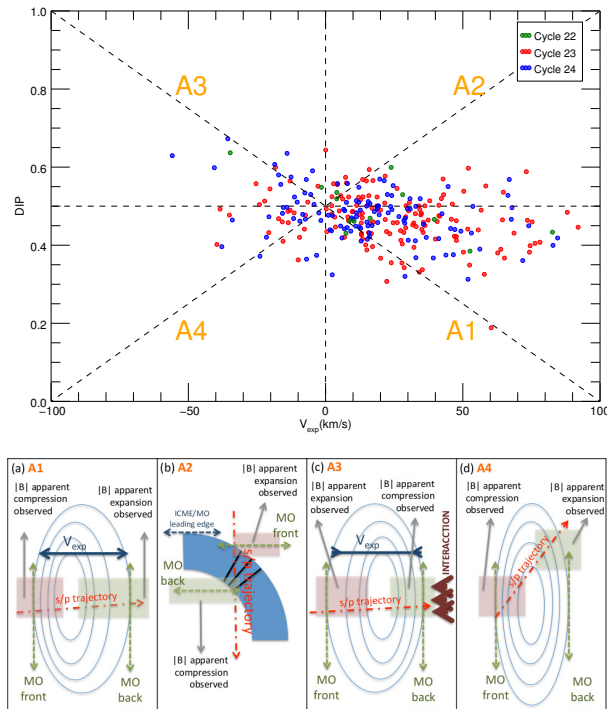 1.0
0.8
0.6
0.4
0.2
0.0
DIP
A3
A2
A4
A1
Cycle 22
Cycle 23
Cycle 24
−100
−50
0
50
100
Vexp(km/s)
(a) A1
|B| apparent
compression
observed
|B| apparent
expansion
observed
Vexp
s/p trajectory
MO
front
MO
back
(b) A2
|B| apparent
expansion
observed
ICME/MO
leading edge
MO
front
MO
back
s/p trajectory
|B| apparent
compression
observed
(c) A3
|B| apparent
expansion
observed
|B| apparent
compression
observed
Vexp
INTERACCTION
s/p trajectory
MO
front
MO
back
(d) A4
|B| apparent
compression
observed
|B| apparent
expansion
observed
s/p trajectory
MO
front
MO
back